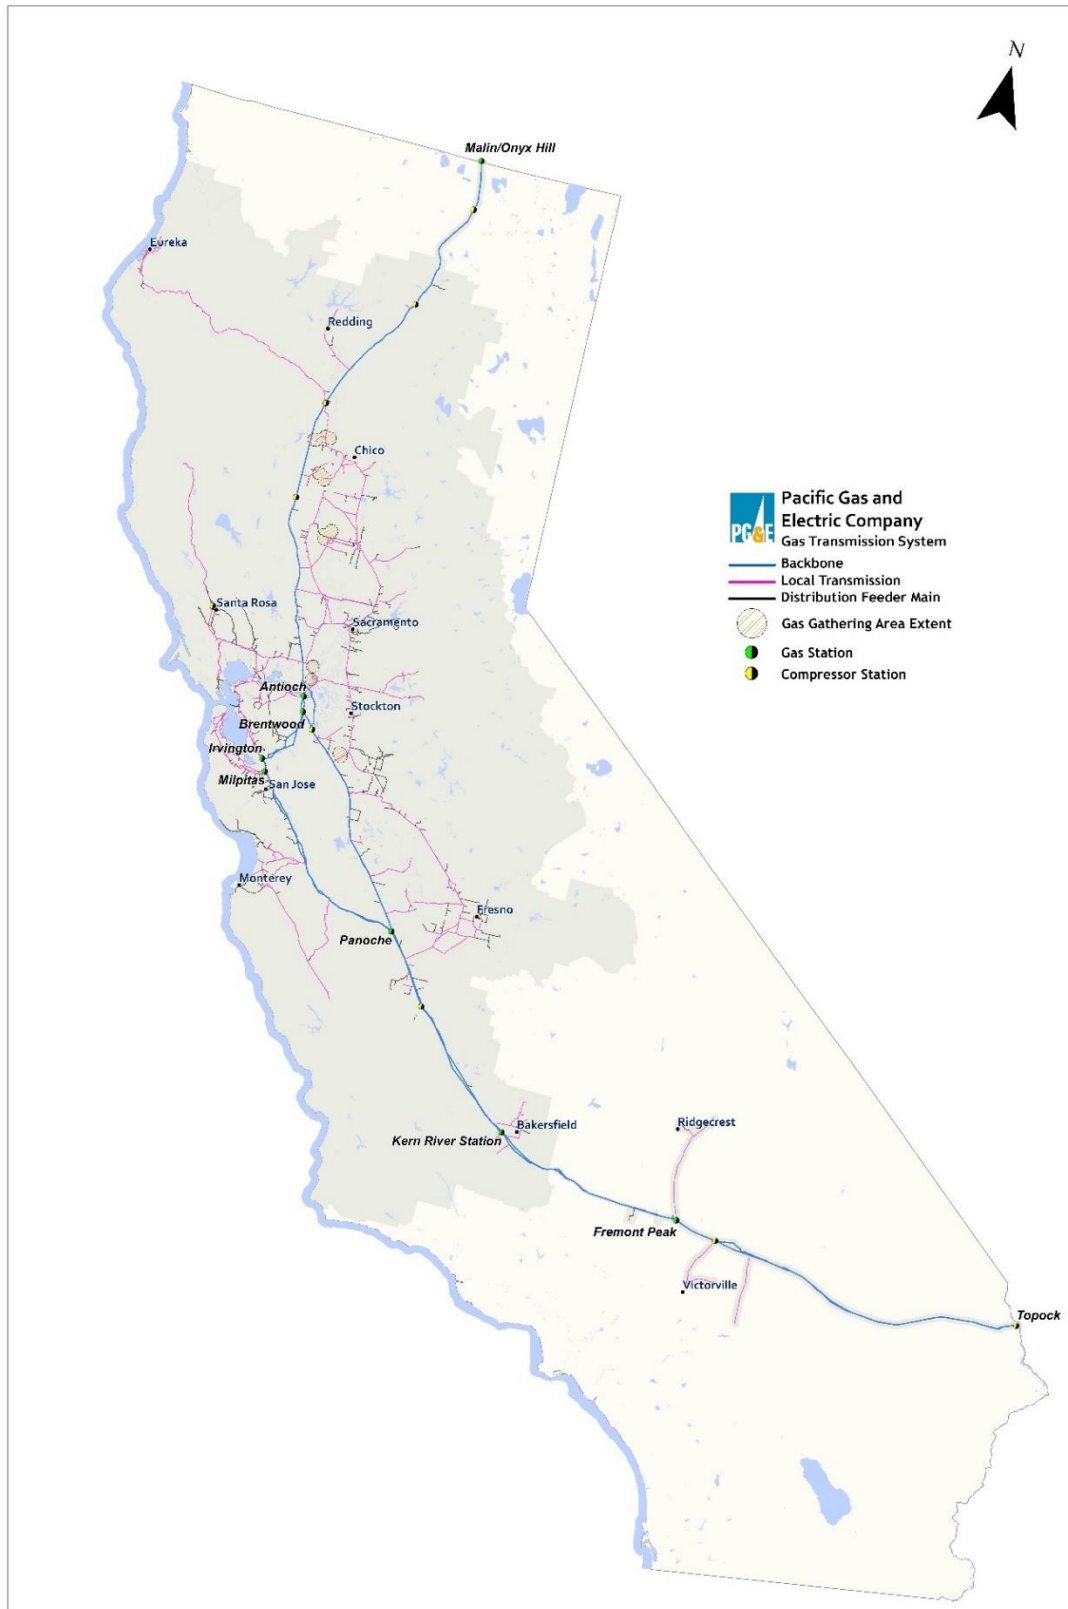 N
Malin/Onyx Hill
Eureka
Redding
Chico
PG&E
Pacific Gas and
Electric Company
Gas Transmission System
Backbone
Local Transmission
Distribution Feeder Main
Gas Gathering Area Extent
Gas Station
Compressor Station
Santa Rosa
Sacramento
Antioch
Stockton
Brentwood
Irvington
Milpitas
San Jose
Monterey
Fresno
Panoche
Bakersfield
Kern River Station
Ridgecrest
Fremont Peak
Victorville
Topock